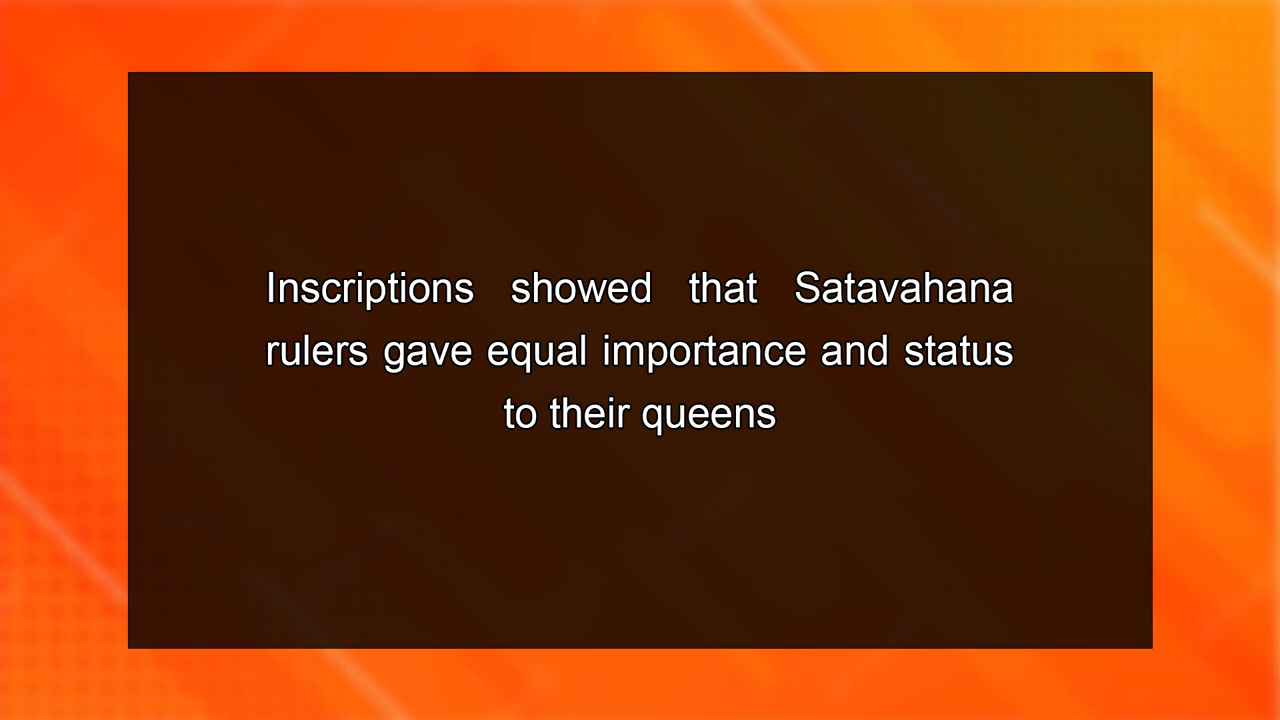 Inscriptions showed that Satavahana
rulers gave equal importance and status
to their queens